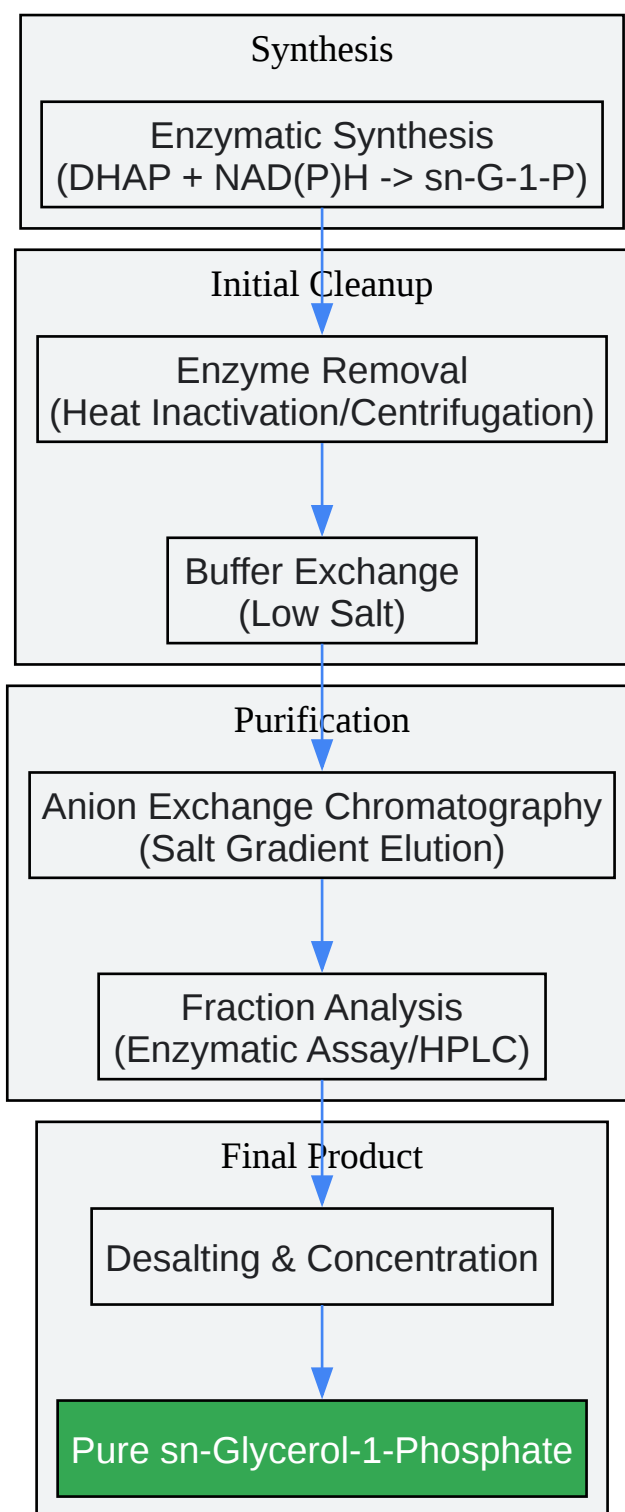 Synthesis
Enzymatic Synthesis
(DHAP + NAD(P)H -> sn-G-1-P)
Initial Cleanup
Enzyme Removal
(Heat Inactivation/Centrifugation)
Buffer Exchange
(Low Salt)
Purification
Anion Exchange Chromatography
(Salt Gradient Elution)
Fraction Analysis
(Enzymatic Assay/HPLC)
Final Product
Desalting & Concentration
Pure sn-Glycerol-1-Phosphate